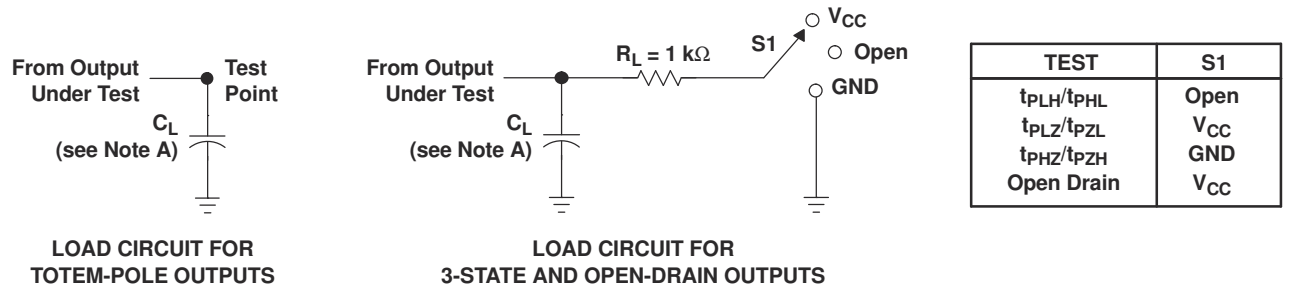 From Output
Under Test
Test
Point
C_L
(see Note A)
LOAD CIRCUIT FOR
TOTEM-POLE OUTPUTS
From Output
Under Test
C_L
(see Note A)
R_L = 1 kΩ
S1
V_CC
Open
GND
LOAD CIRCUIT FOR
3-STATE AND OPEN-DRAIN OUTPUTS
TEST S1
t_PLH/t_PHL Open
t_PLZ/t_PZL V_CC
t_PHZ/t_PZH GND
Open Drain V_CC